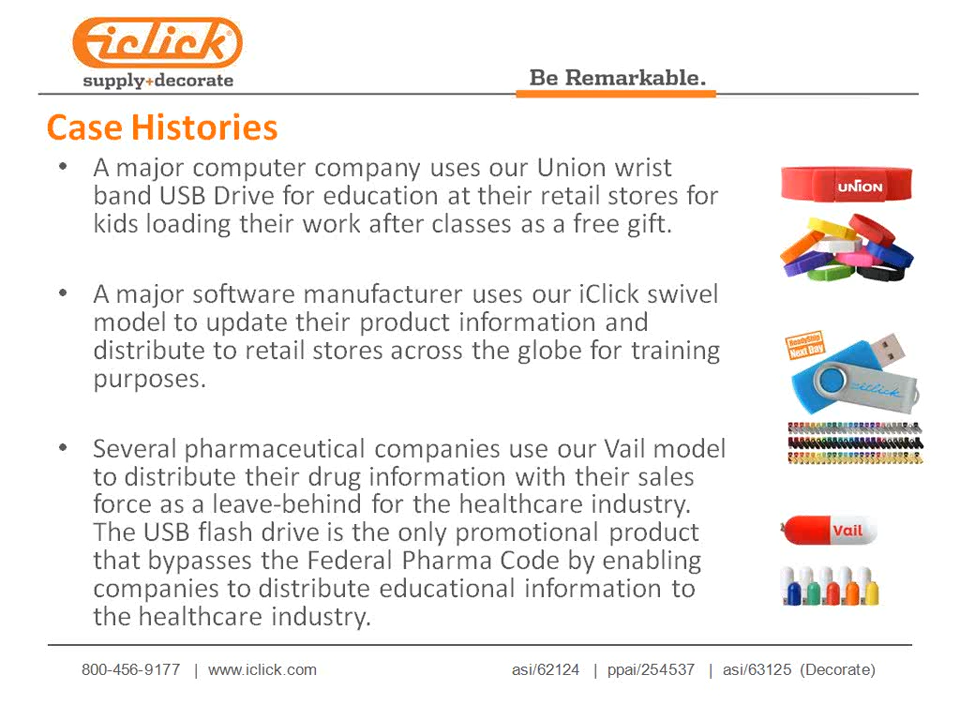 iclick®
supply+decorate
Be Remarkable.
Case Histories
• A major computer company uses our Union wrist
band USB Drive for education at their retail stores for
kids loading their work after classes as a free gift.
UNION
• A major software manufacturer uses our iClick swivel
model to update their product information and
distribute to retail stores across the globe for training
purposes.
ReadyShip
Next Day
iclick
• Several pharmaceutical companies use our Vail model
to distribute their drug information with their sales
force as a leave-behind for the healthcare industry.
The USB flash drive is the only promotional product
that bypasses the Federal Pharma Code by enabling
companies to distribute educational information to
the healthcare industry.
Vail
800-456-9177 | www.iclick.com
asi/62124 | ppai/254537 | asi/63125 (Decorate)